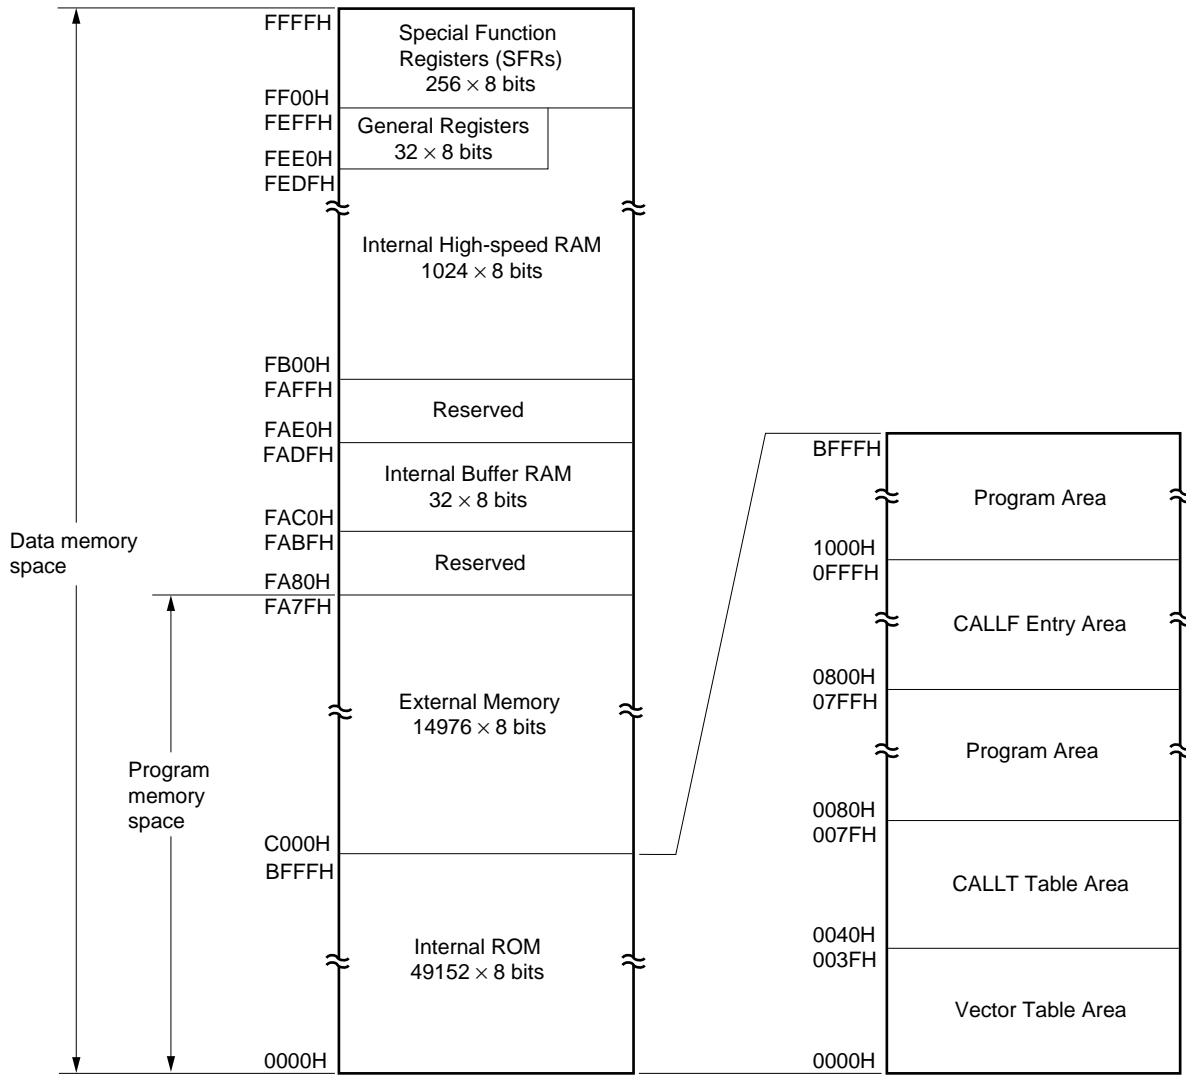 FFFFH
Special Function
Registers (SFRs)
256 × 8 bits
FF00H
FEFFH
General Registers
32 × 8 bits
FEE0H
FEDFH
Internal High-speed RAM
1024 × 8 bits
FB00H
FAFFH
Reserved
FAE0H
FADFH
Internal Buffer RAM
32 × 8 bits
FAC0H
FABFH
Reserved
FA80H
FA7FH
Data memory
space
External Memory
14976 × 8 bits
Program
memory
space
C000H
BFFFH
Internal ROM
49152 × 8 bits
0000H
BFFFH
Program Area
1000H
0FFFH
CALLF Entry Area
0800H
07FFH
Program Area
0080H
007FH
CALLT Table Area
0040H
003FH
Vector Table Area
0000H